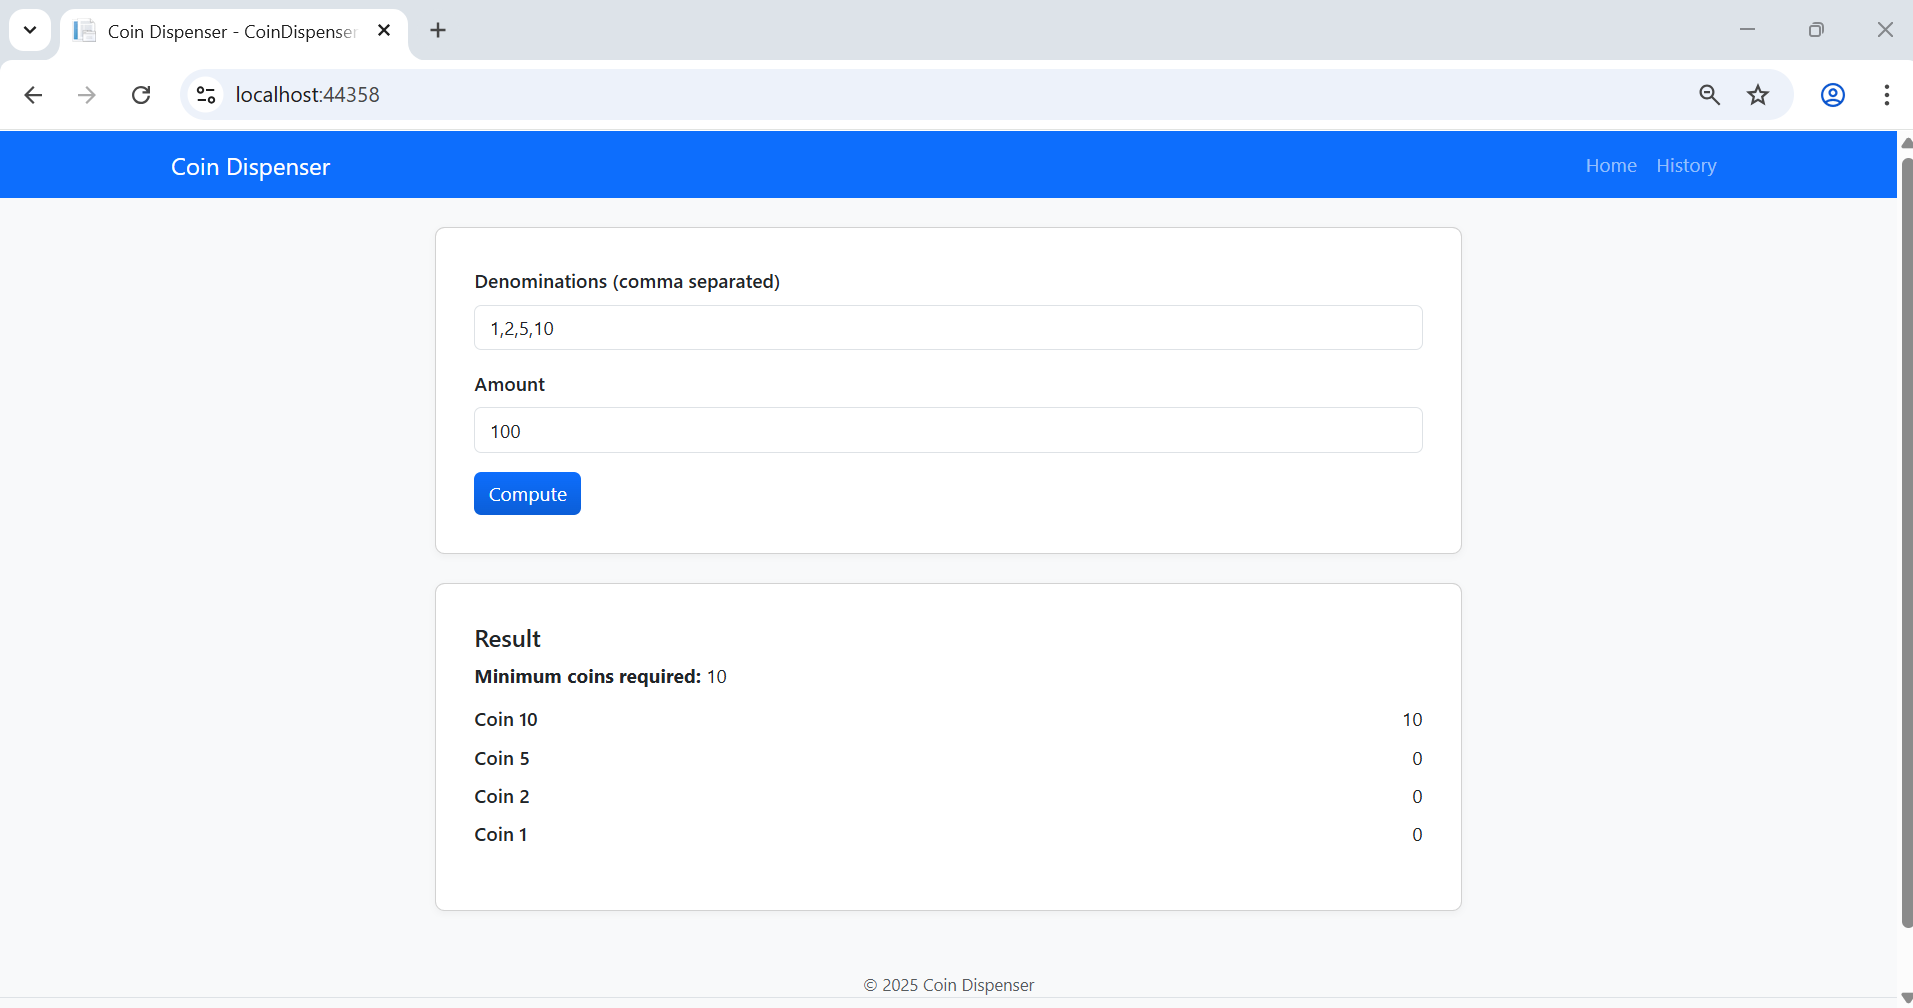 Coin Dispenser - CoinDispenser
localhost:44358
Coin Dispenser
Home History
Denominations (comma separated)
1,2,5,10
Amount
100
Compute
Result
Minimum coins required: 10
Coin 10 10
Coin 5 0
Coin 2 0
Coin 1 0
© 2025 Coin Dispenser